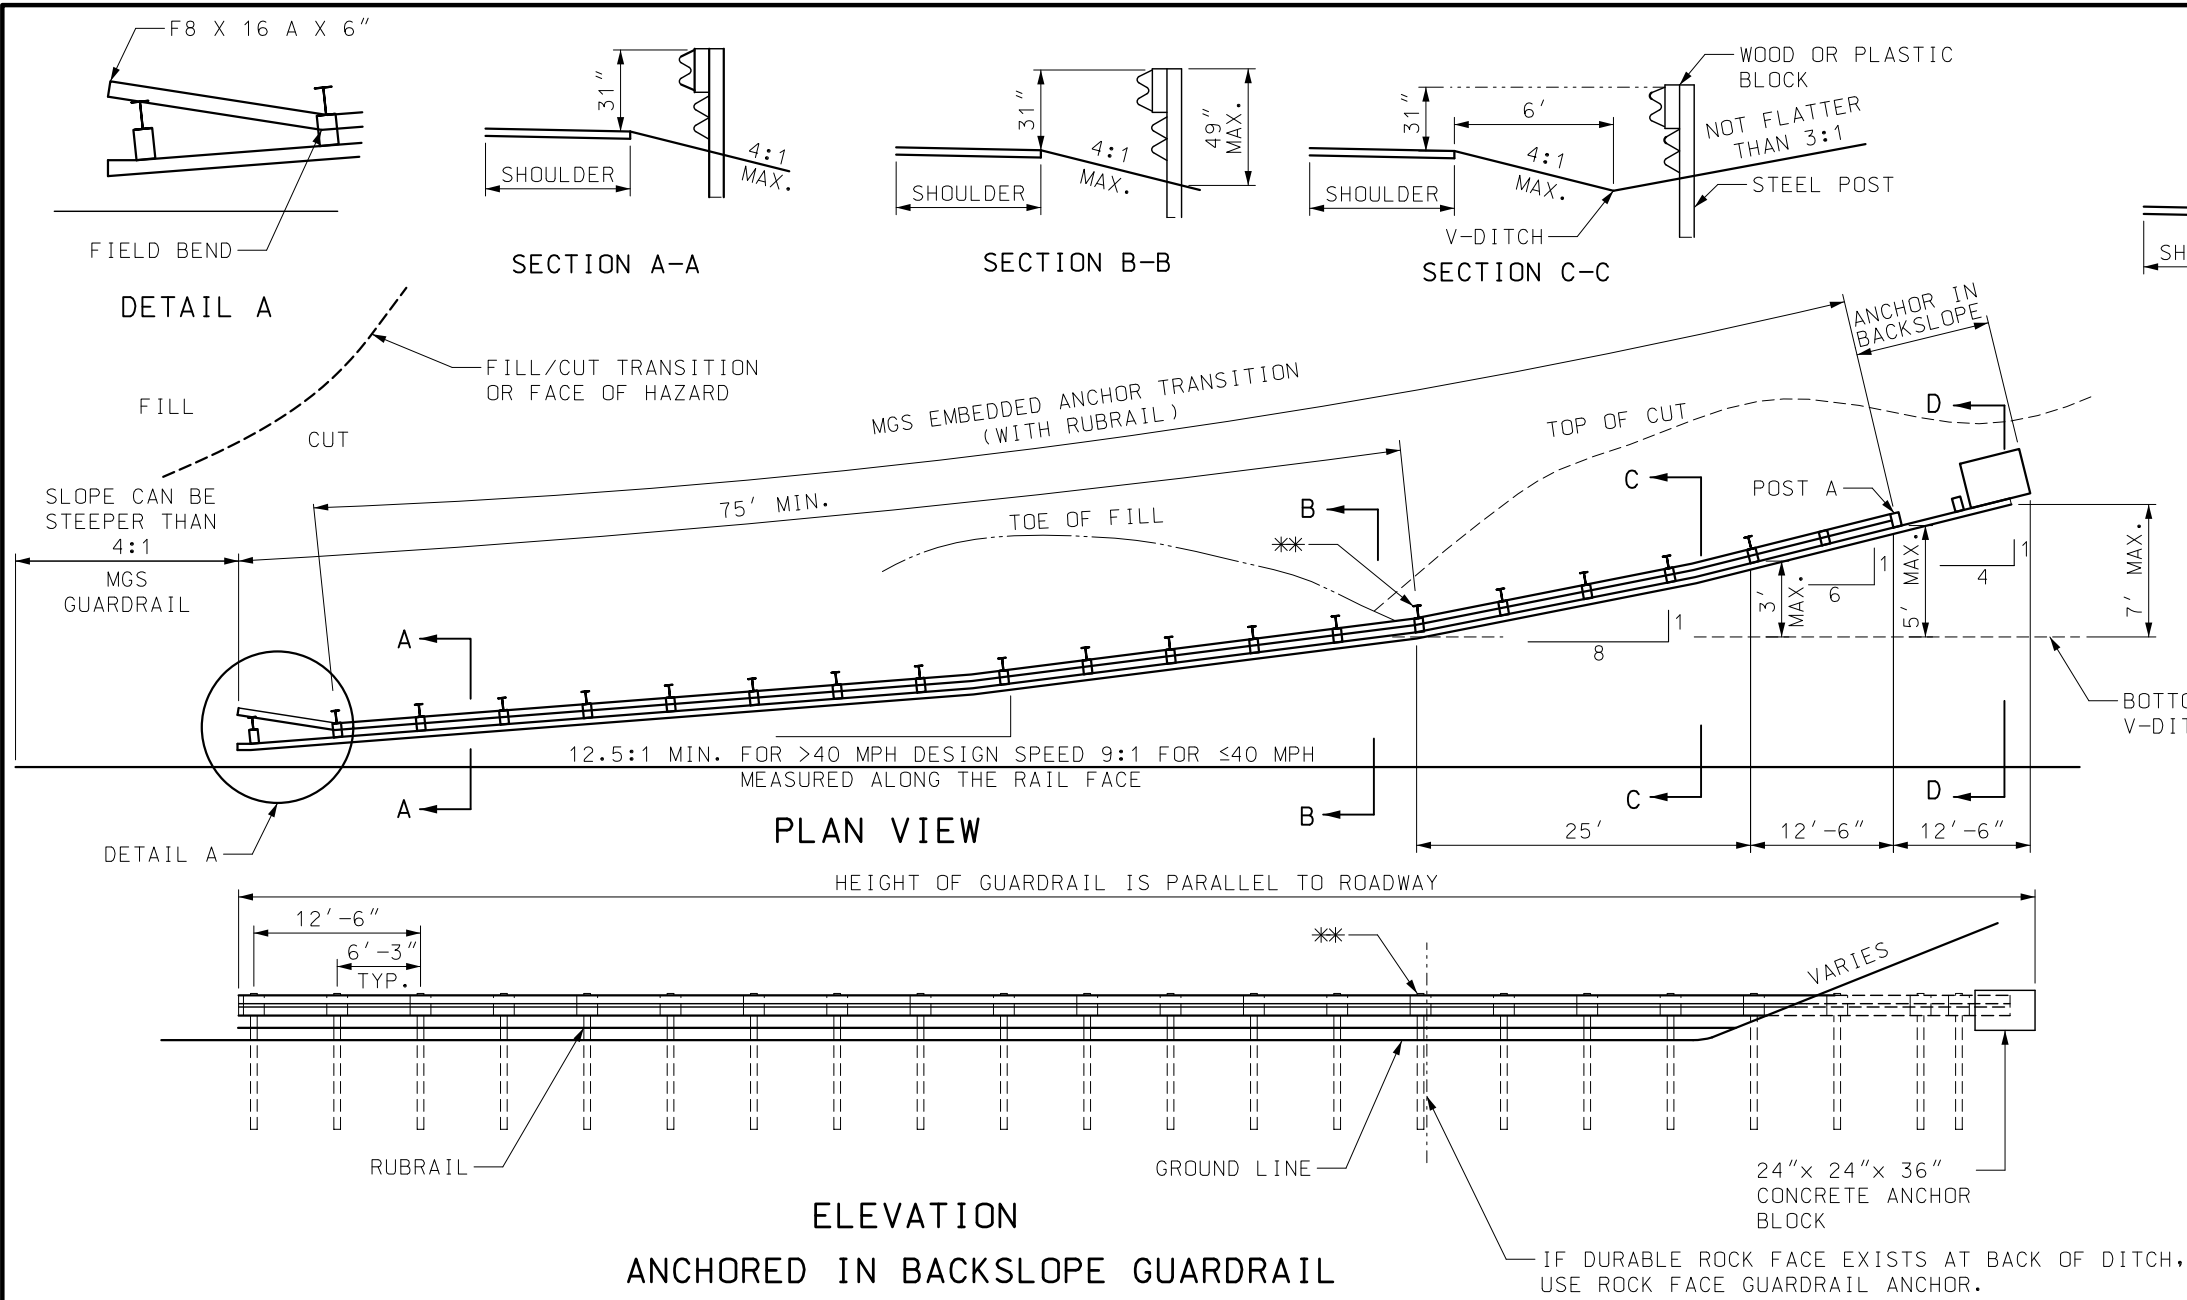 F8 X 16 A X 6"
FIELD BEND
DETAIL A
31"
SHOULDER
4:1
MAX.
SECTION A-A
31"
49"
MAX.
4:1
MAX.
SHOULDER
SECTION B-B
WOOD OR PLASTIC
BLOCK
31"
6'
NOT FLATTER
THAN 3:1
4:1
MAX.
SHOULDER
STEEL POST
V-DITCH
SECTION C-C
SH
FILL/CUT TRANSITION
OR FACE OF HAZARD
FILL
CUT
MGS EMBEDDED ANCHOR TRANSITION
(WITH RUBRAIL)
ANCHOR IN
BACKSLOPE
TOP OF CUT
D
SLOPE CAN BE
STEEPER THAN
4:1
MGS
GUARDRAIL
75' MIN.
TOE OF FILL
B
**
C
POST A
1
6
1
4
3'
MAX.
5' MAX.
7' MAX.
1
8
A
BOTTO
V-DIT
12.5:1 MIN. FOR >40 MPH DESIGN SPEED 9:1 FOR ≤40 MPH
MEASURED ALONG THE RAIL FACE
A
B
C
D
PLAN VIEW
DETAIL A
25'
12'-6"
12'-6"
HEIGHT OF GUARDRAIL IS PARALLEL TO ROADWAY
12'-6"
6'-3"
TYP.
**
VARIES
RUBRAIL
GROUND LINE
24"x 24"x 36"
CONCRETE ANCHOR
BLOCK
ELEVATION
ANCHORED IN BACKSLOPE GUARDRAIL
IF DURABLE ROCK FACE EXISTS AT BACK OF DITCH,
USE ROCK FACE GUARDRAIL ANCHOR.